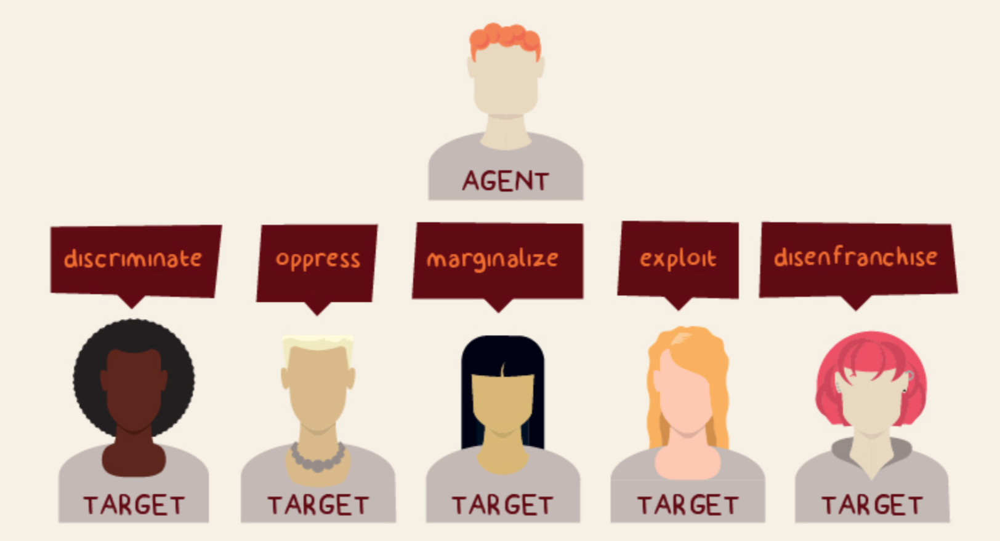 AGENT
discriminate
oppress
marginalize
exploit
disenfranchise
TARGET
TARGET
TARGET
TARGET
TARGET